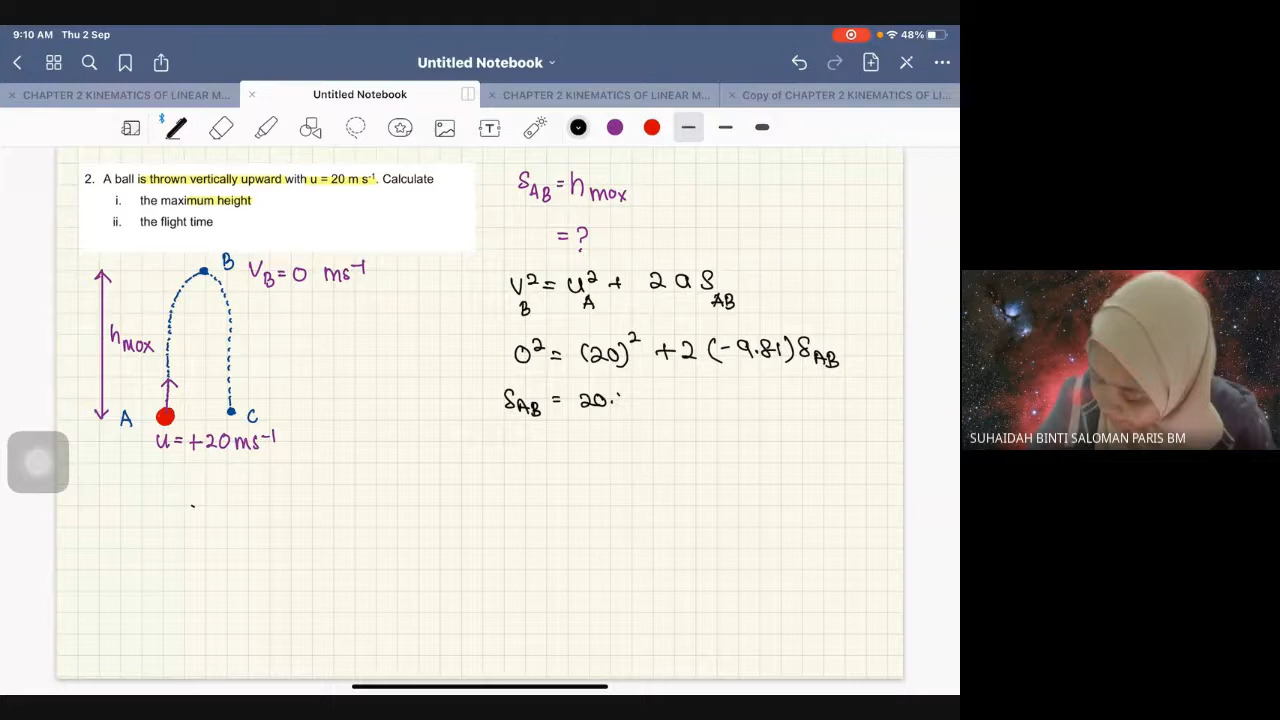 9:10 AM Thu 2 Sep
48%
Untitled Notebook
CHAPTER 2 KINEMATICS OF LINEAR M...
Untitled Notebook
CHAPTER 2 KINEMATICS OF LINEAR M...
Copy of CHAPTER 2 KINEMATICS OF LI...
2. A ball is thrown vertically upward with u = 20 m s⁻¹. Calculate
i. the maximum height
ii. the flight time
B
V_B = 0 ms⁻¹
h max
A
C
u = +20 ms⁻¹
S_AB = h max
= ?
V_B² = u_A² + 2 a S_AB
0² = (20)² + 2 (-9.81) S_AB
S_AB = 20.
SUHAIDAH BINTI SALOMAN PARIS BM